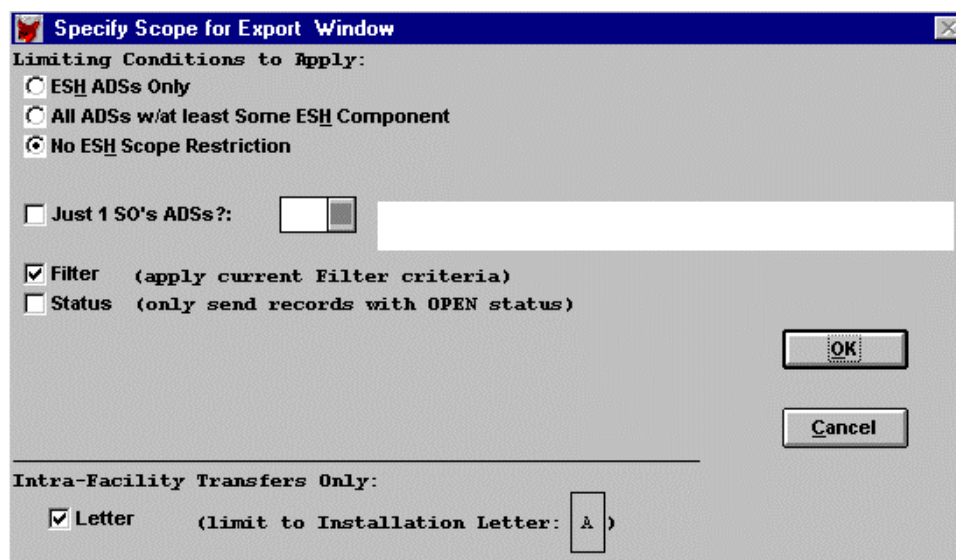 Specify Scope for Export Window
Limiting Conditions to Apply:
ESH ADSs Only
All ADSs w/at least Some ESH Component
No ESH Scope Restriction
Just 1 SO's ADSs?:
Filter (apply current Filter criteria)
Status (only send records with OPEN status)
OK
Cancel
Intra-Facility Transfers Only:
Letter (limit to Installation Letter: A )